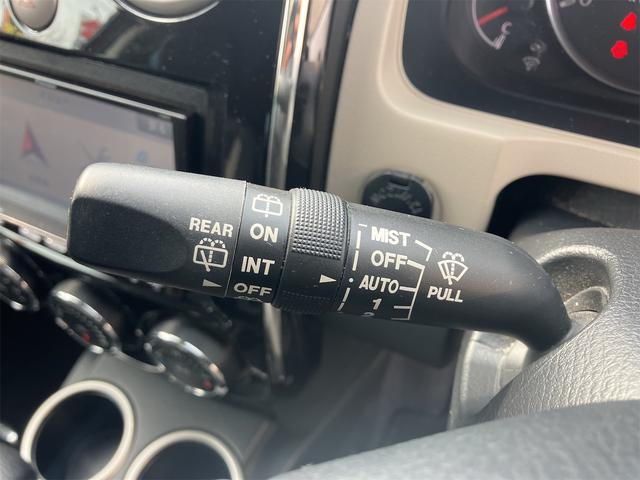 REAR
ON
INT
OFF
MIST
OFF
AUTO
1
PULL